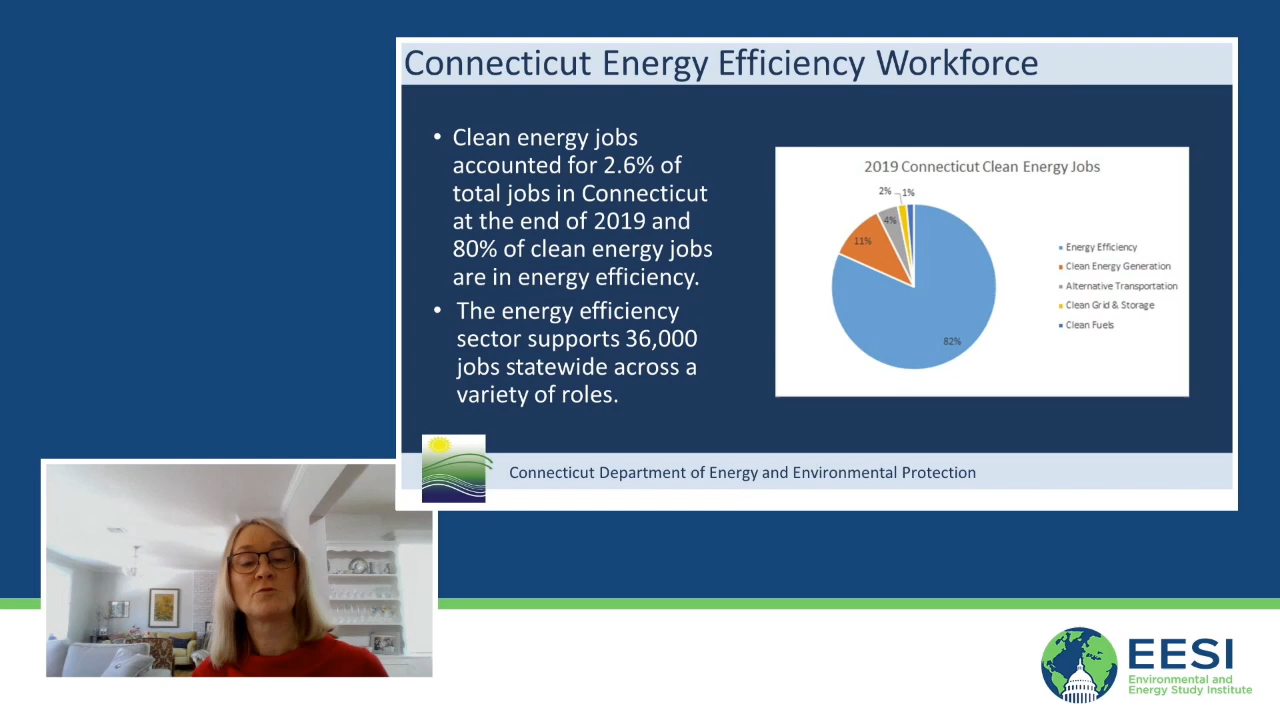 Connecticut Energy Efficiency Workforce
• Clean energy jobs
accounted for 2.6% of
total jobs in Connecticut
at the end of 2019 and
80% of clean energy jobs
are in energy efficiency.
• The energy efficiency
sector supports 36,000
jobs statewide across a
variety of roles.
2019 Connecticut Clean Energy Jobs
2%
1%
4%
11%
82%
Energy Efficiency
Clean Energy Generation
Alternative Transportation
Clean Grid & Storage
Clean Fuels
Connecticut Department of Energy and Environmental Protection
EESI
Environmental and
Energy Study Institute